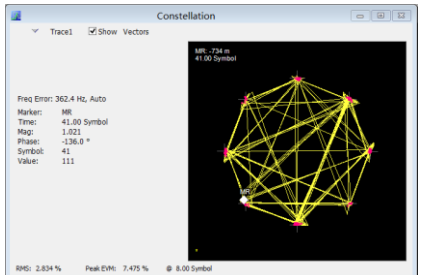 Constellation
Trace1 Show Vectors
MR: -734 m
41.00 Symbol
Freq Error: 362.4 Hz, Auto
Marker: MR
Time: 41.00 Symbol
Mag: 1.021
Phase: -136.0 °
Symbol: 41
Value: 111
MR
RMS: 2.834 % Peak EVM: 7.475 % @ 8.00 Symbol